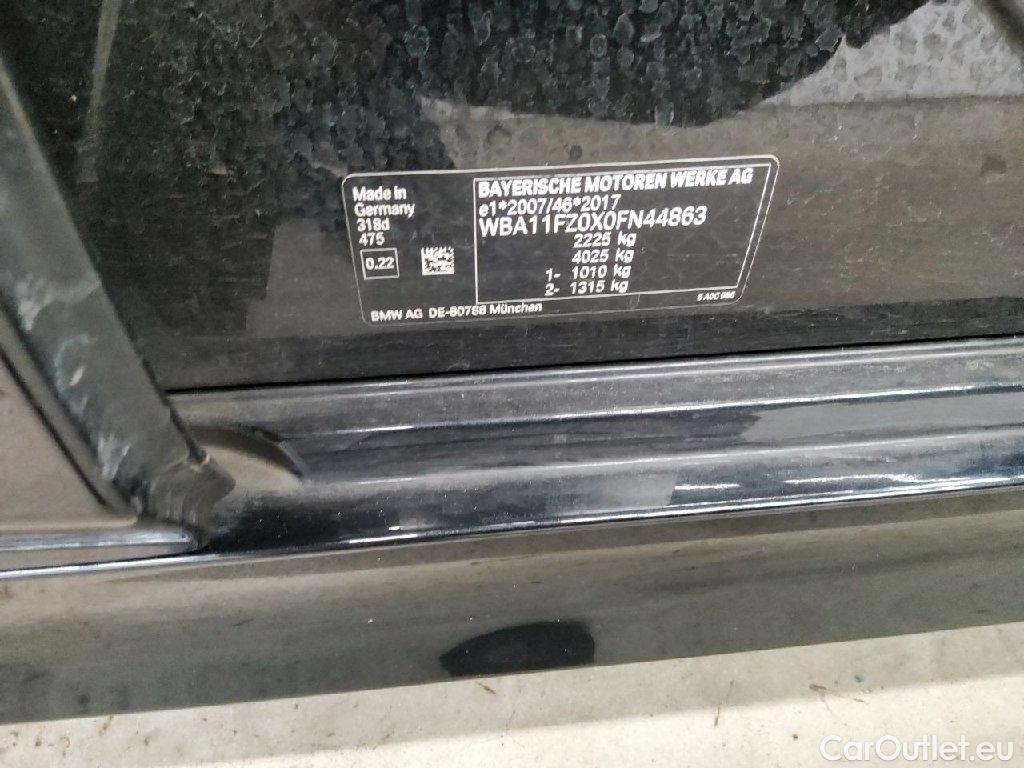 Made in
Germany
318d
475
0.22
BAYERISCHE MOTOREN WERKE AG
e1*2007/46*2017
WBA11FZ0X0FN44863
2225 kg
4025 kg
1- 1010 kg
2- 1315 kg
BMW AG DE-80788 München
CarOutlet.eu